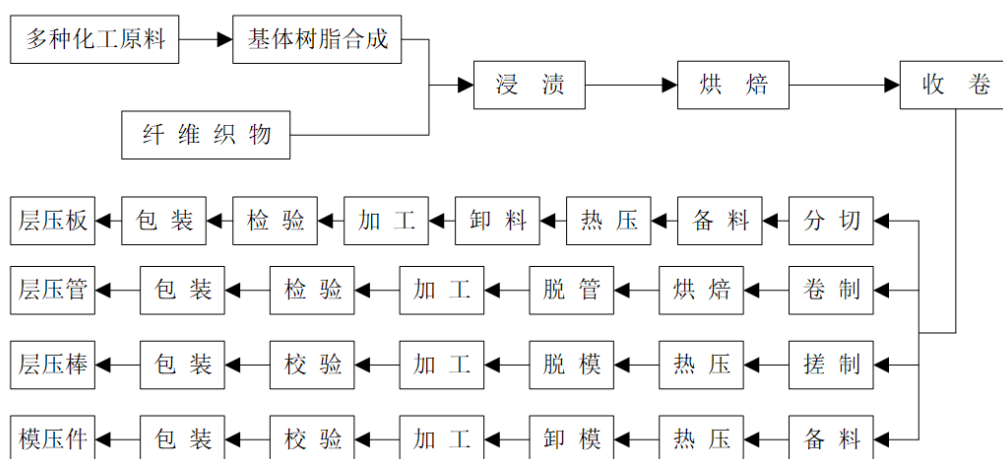 多种化工原料
基体树脂合成
纤维织物
浸渍
烘焙
收卷
层压板
包装
检验
加工
卸料
热压
备料
分切
层压管
包装
检验
加工
脱管
烘焙
卷制
层压棒
包装
校验
加工
脱模
热压
搓制
模压件
包装
校验
加工
卸模
热压
备料